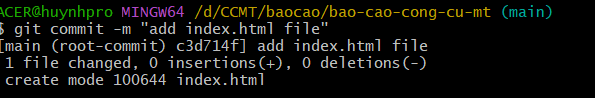 ACER@huynhpro MINGW64 /d/CCMT/baocao/bao-cao-cong-cu-mt (main)
$ git commit -m "add index.html file"
[main (root-commit) c3d714f] add index.html file
 1 file changed, 0 insertions(+), 0 deletions(-)
 create mode 100644 index.html